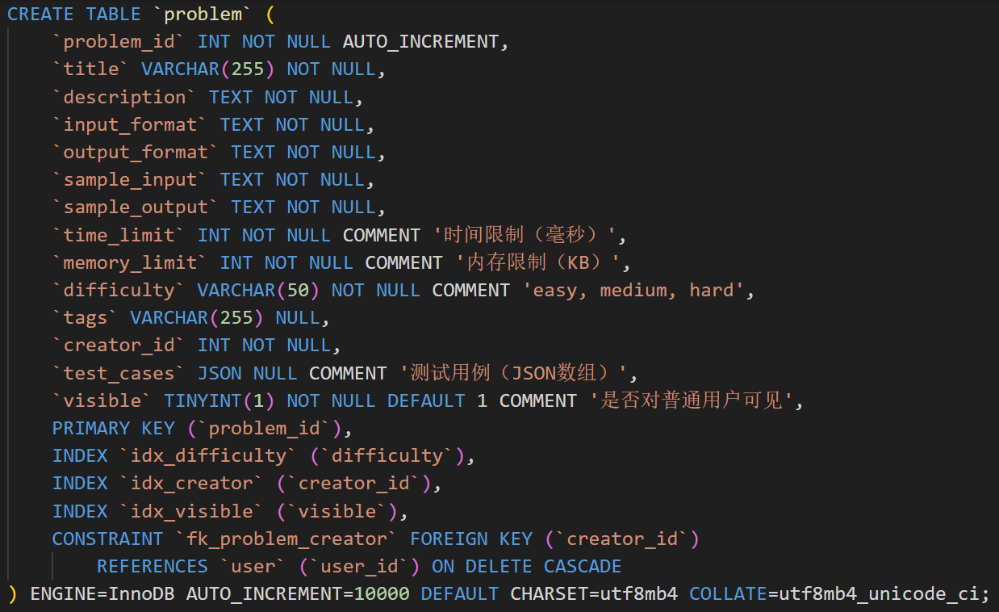 CREATE TABLE `problem` (
    `problem_id` INT NOT NULL AUTO_INCREMENT,
    `title` VARCHAR(255) NOT NULL,
    `description` TEXT NOT NULL,
    `input_format` TEXT NOT NULL,
    `output_format` TEXT NOT NULL,
    `sample_input` TEXT NOT NULL,
    `sample_output` TEXT NOT NULL,
    `time_limit` INT NOT NULL COMMENT '时间限制（毫秒）',
    `memory_limit` INT NOT NULL COMMENT '内存限制（KB）',
    `difficulty` VARCHAR(50) NOT NULL COMMENT 'easy, medium, hard',
    `tags` VARCHAR(255) NULL,
    `creator_id` INT NOT NULL,
    `test_cases` JSON NULL COMMENT '测试用例（JSON数组）',
    `visible` TINYINT(1) NOT NULL DEFAULT 1 COMMENT '是否对普通用户可见',
    PRIMARY KEY (`problem_id`),
    INDEX `idx_difficulty` (`difficulty`),
    INDEX `idx_creator` (`creator_id`),
    INDEX `idx_visible` (`visible`),
    CONSTRAINT `fk_problem_creator` FOREIGN KEY (`creator_id`)
        REFERENCES `user` (`user_id`) ON DELETE CASCADE
) ENGINE=InnoDB AUTO_INCREMENT=10000 DEFAULT CHARSET=utf8mb4 COLLATE=utf8mb4_unicode_ci;